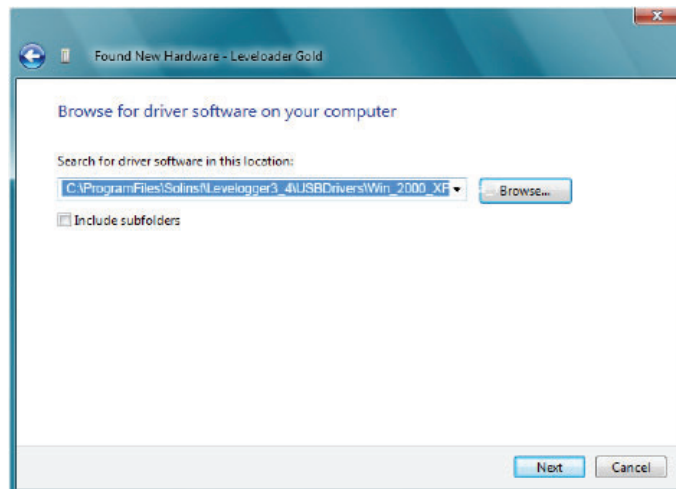 Found New Hardware - Leveloader Gold
Browse for driver software on your computer
Search for driver software in this location:
C:\ProgramFiles\Solinst\Levelogger3_4\USBDrivers\Win_2000_XP
Browse...
Include subfolders
Next
Cancel